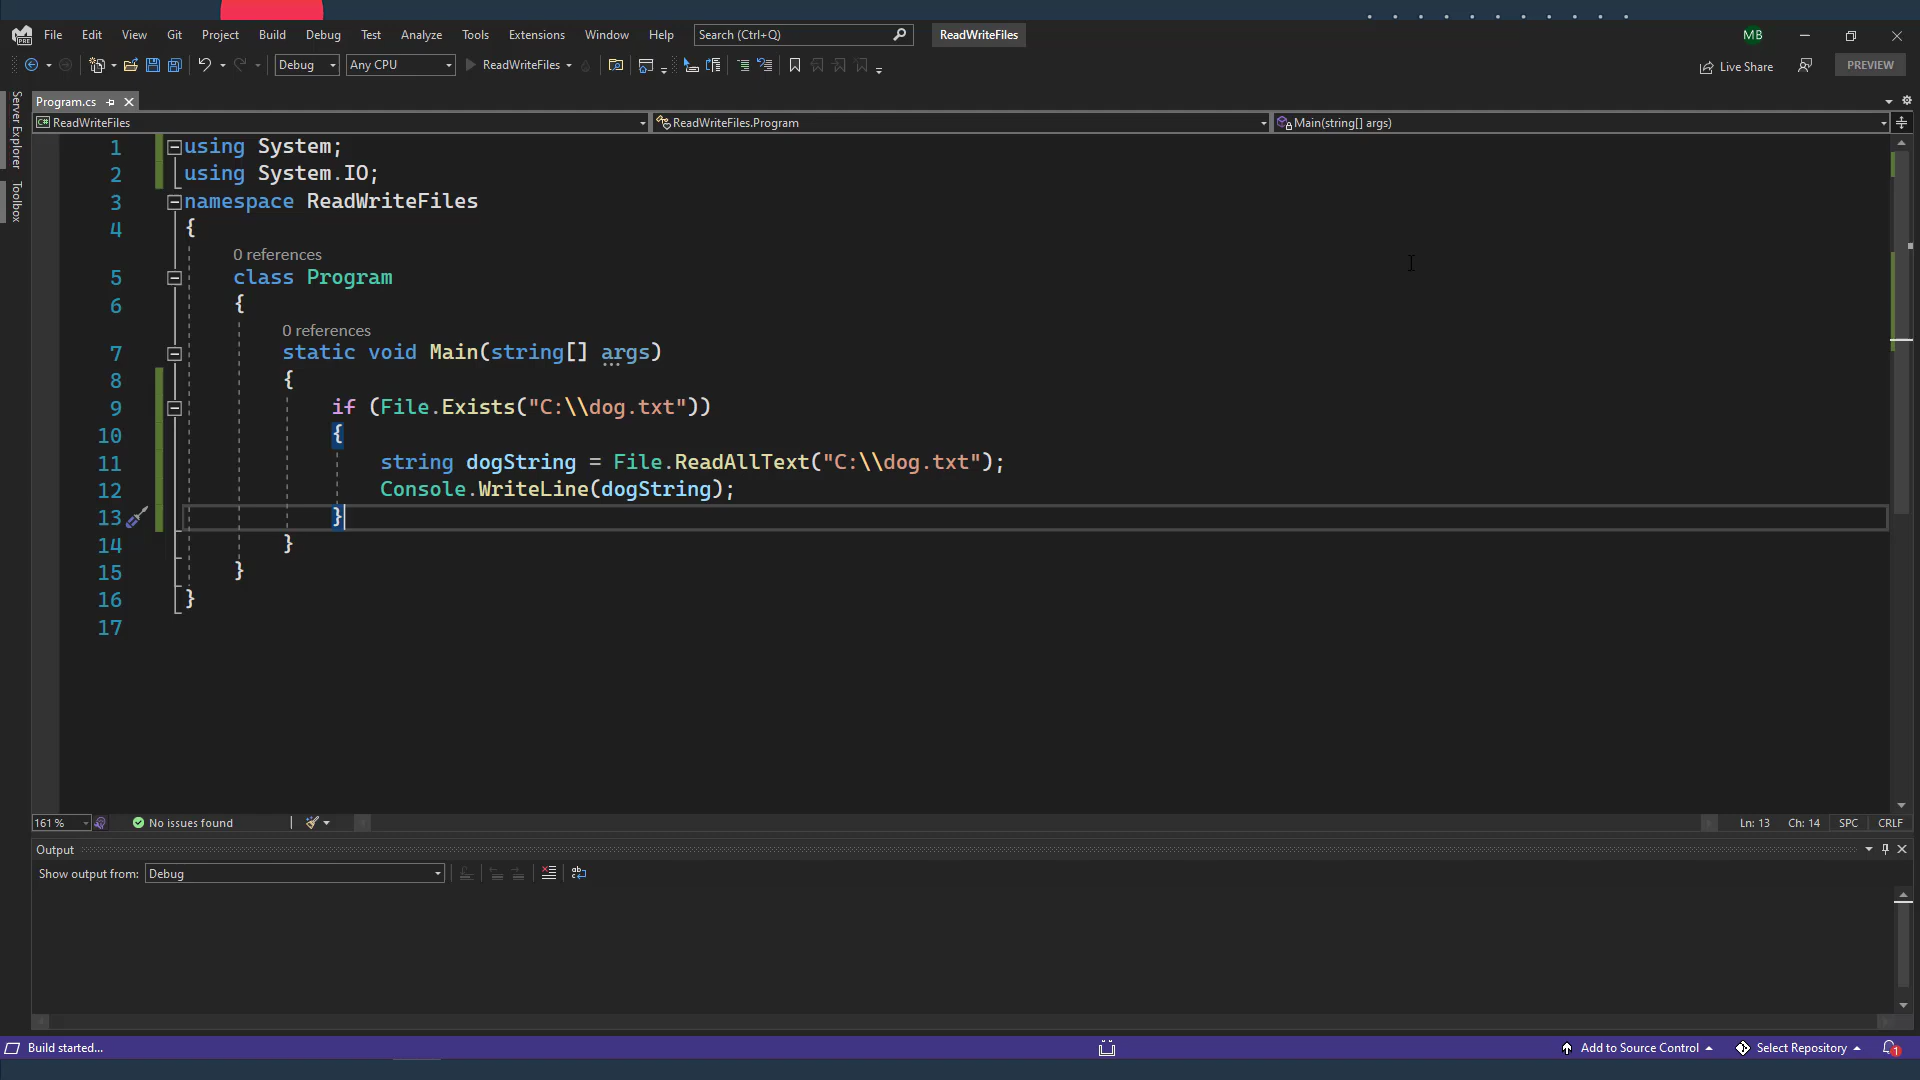 File Edit View Git Project Build Debug Test Analyze Tools Extensions Window Help Search (Ctrl+Q) ReadWriteFiles MB
PRE
Debug Any CPU ReadWriteFiles Live Share PREVIEW
Server Explorer
Toolbox
Program.cs
C# ReadWriteFiles ReadWriteFiles.Program Main(string[] args)
1 using System;
2 using System.IO;
3 namespace ReadWriteFiles
4 {
0 references
5 class Program
6 {
0 references
7 static void Main(string[] args)
8 {
9 if (File.Exists("C:\\dog.txt"))
10 {
11 string dogString = File.ReadAllText("C:\\dog.txt");
12 Console.WriteLine(dogString);
13 }
14 }
15 }
16 }
17
161 % No issues found Ln: 13 Ch: 14 SPC CRLF
Output
Show output from: Debug
Build started... Add to Source Control Select Repository 1